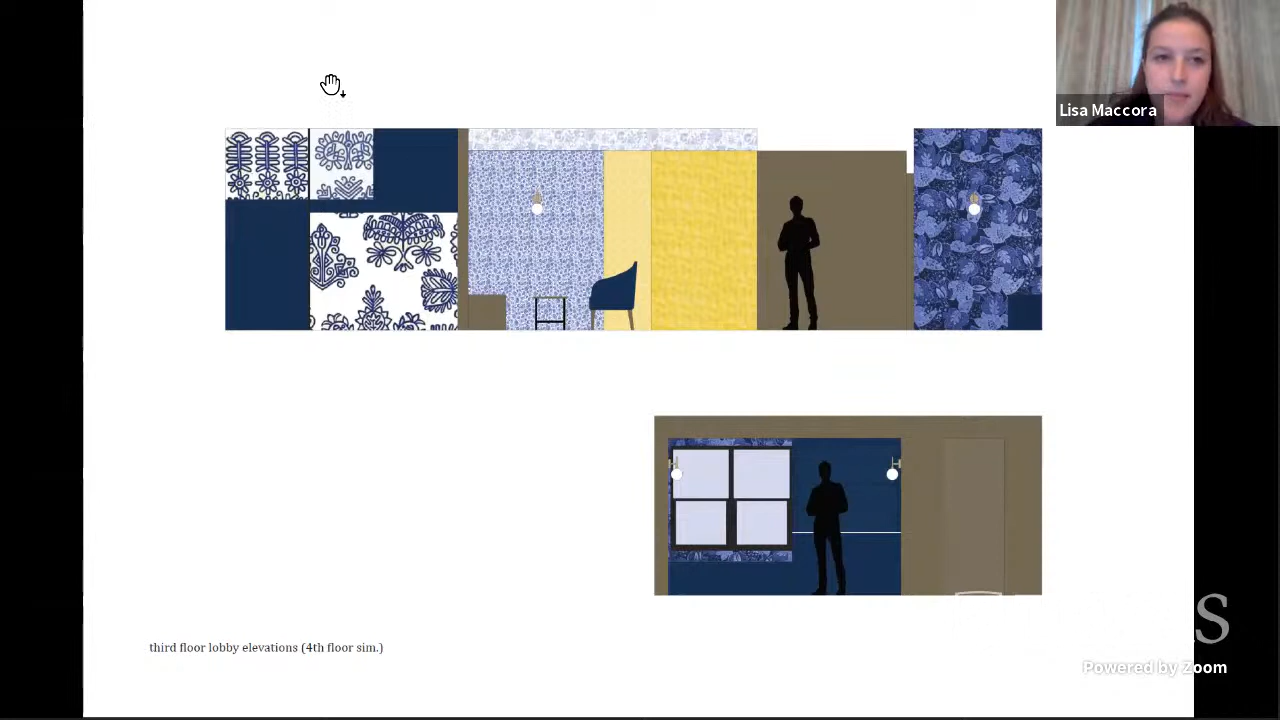 Lisa Maccora
third floor lobby elevations (4th floor sim.)
S
Powered by Zoom